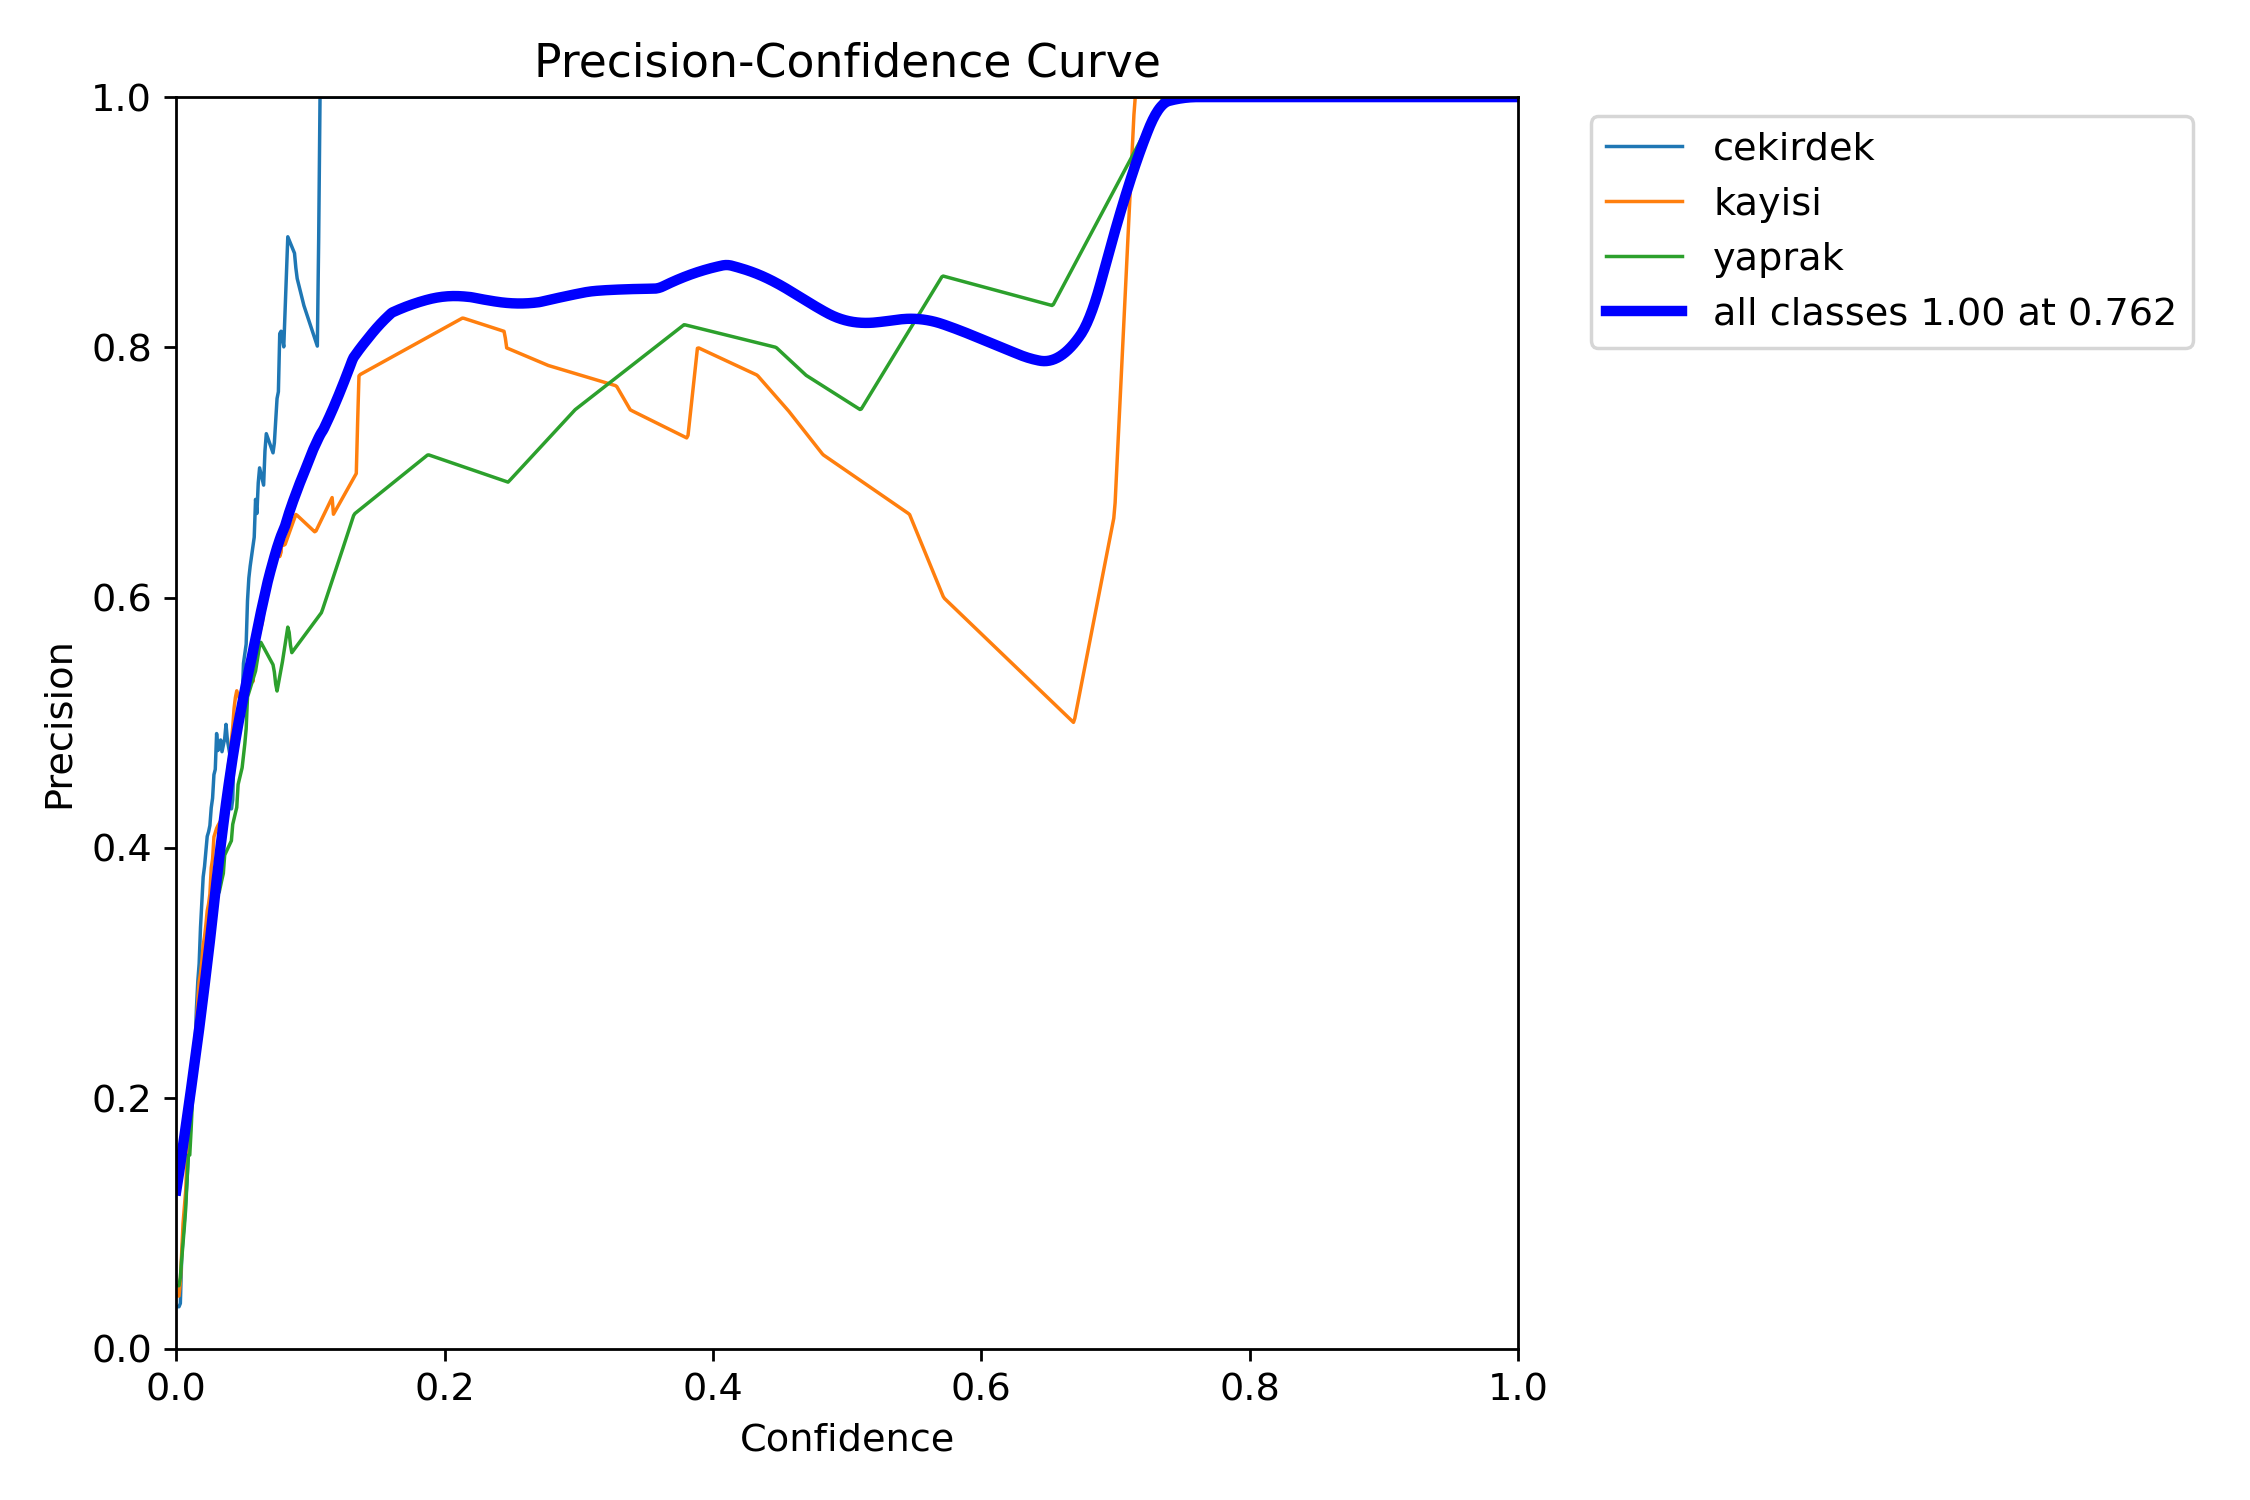 Precision-Confidence Curve
1.0
0.8
0.6
0.4
0.2
0.0
Precision
0.0 0.2 0.4 0.6 0.8 1.0
Confidence
cekirdek
kayisi
yaprak
all classes 1.00 at 0.762